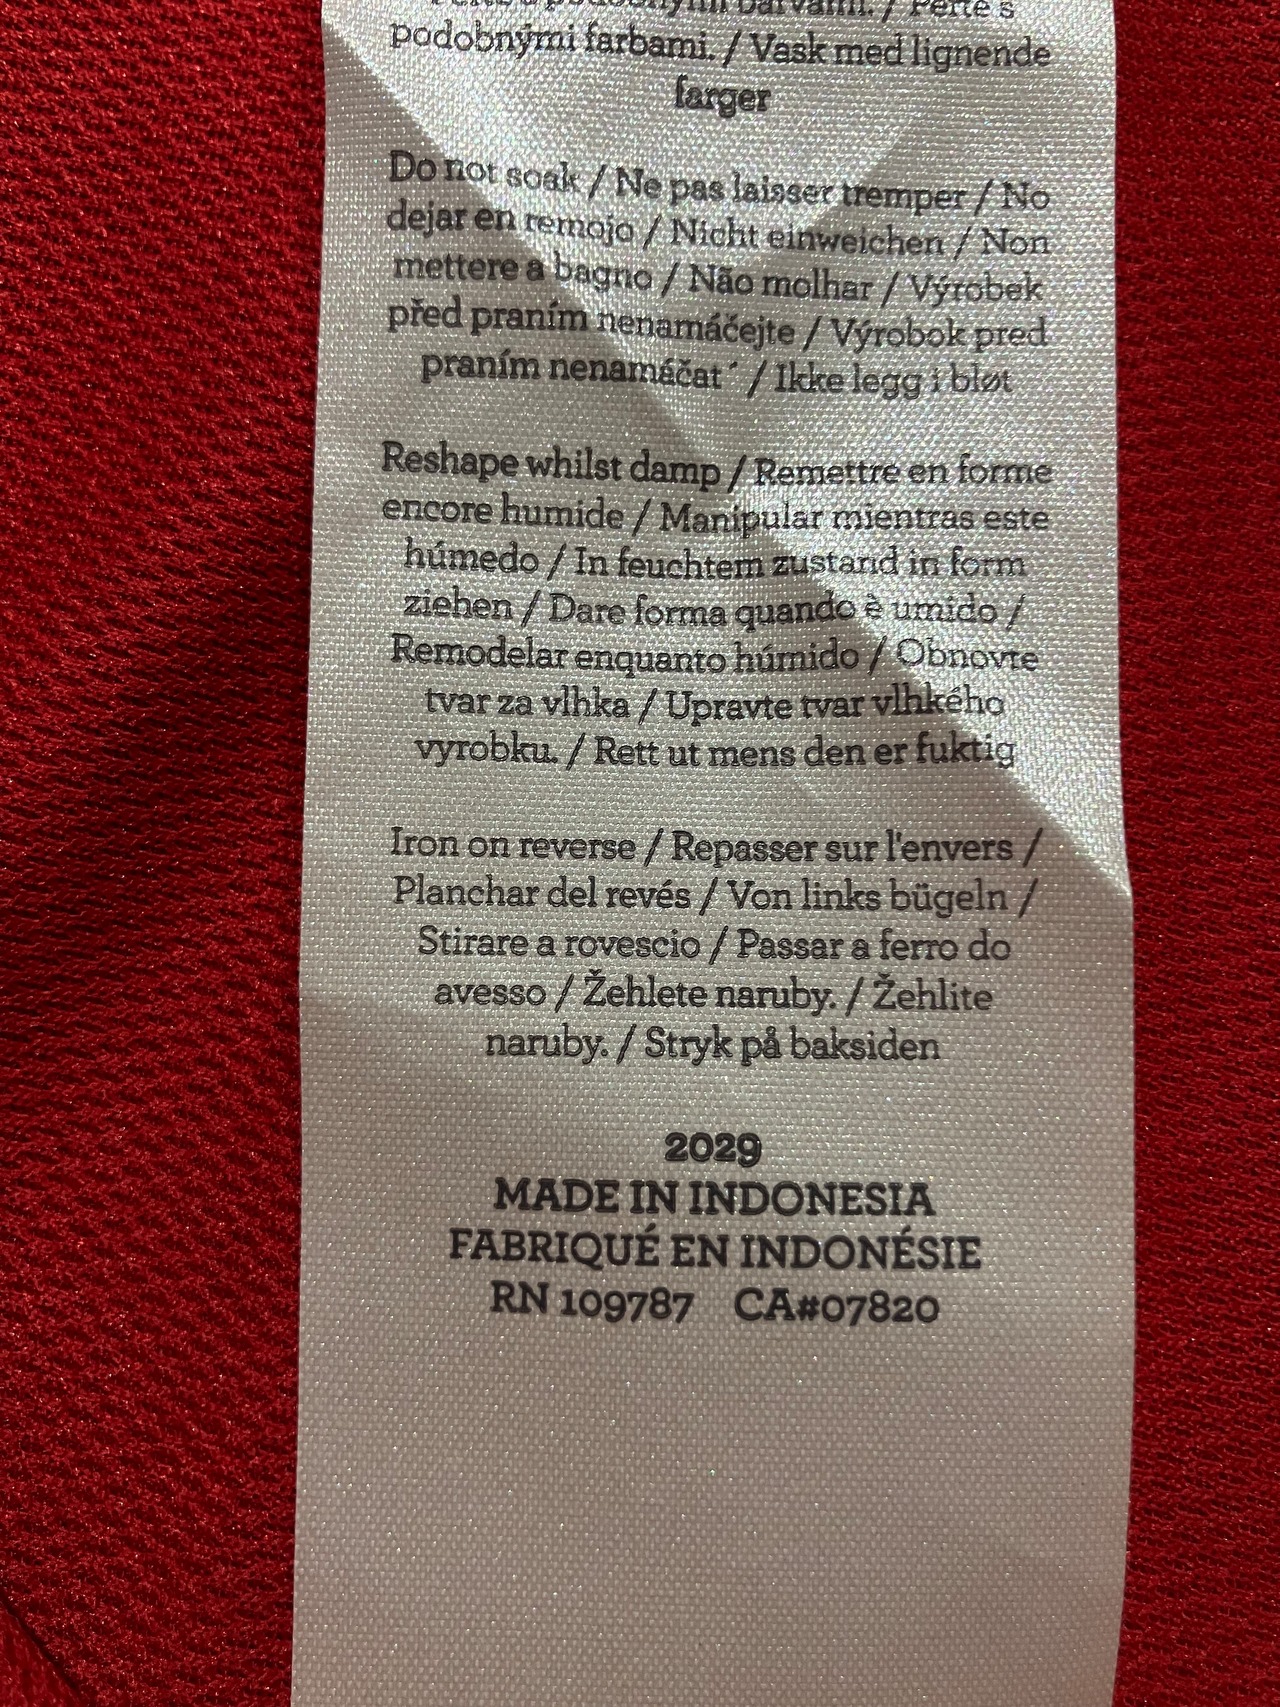 podobnými barvami. / Perte s
podobnými farbami. / Vask med lignende
farger
Do not soak / Ne pas laisser tremper / No
dejar en remojo / Nicht einweichen / Non
mettere a bagno / Não molhar / Výrobek
před praním nenamáčejte / Výrobok pred
praním nenamáčat´ / Ikke legg i bløt
Reshape whilst damp / Remettre en forme
encore humide / Manipular mientras este
húmedo / In feuchtem zustand in form
ziehen / Dare forma quando è umido /
Remodelar enquanto húmido / Obnovte
tvar za vlhka / Upravte tvar vlhkého
vyrobku. / Rett ut mens den er fuktig
Iron on reverse / Repasser sur l'envers /
Planchar del revés / Von links bügeln /
Stirare a rovescio / Passar a ferro do
avesso / Žehlete naruby. / Žehlite
naruby. / Stryk på baksiden
2029
MADE IN INDONESIA
FABRIQUÉ EN INDONÉSIE
RN 109787 CA#07820